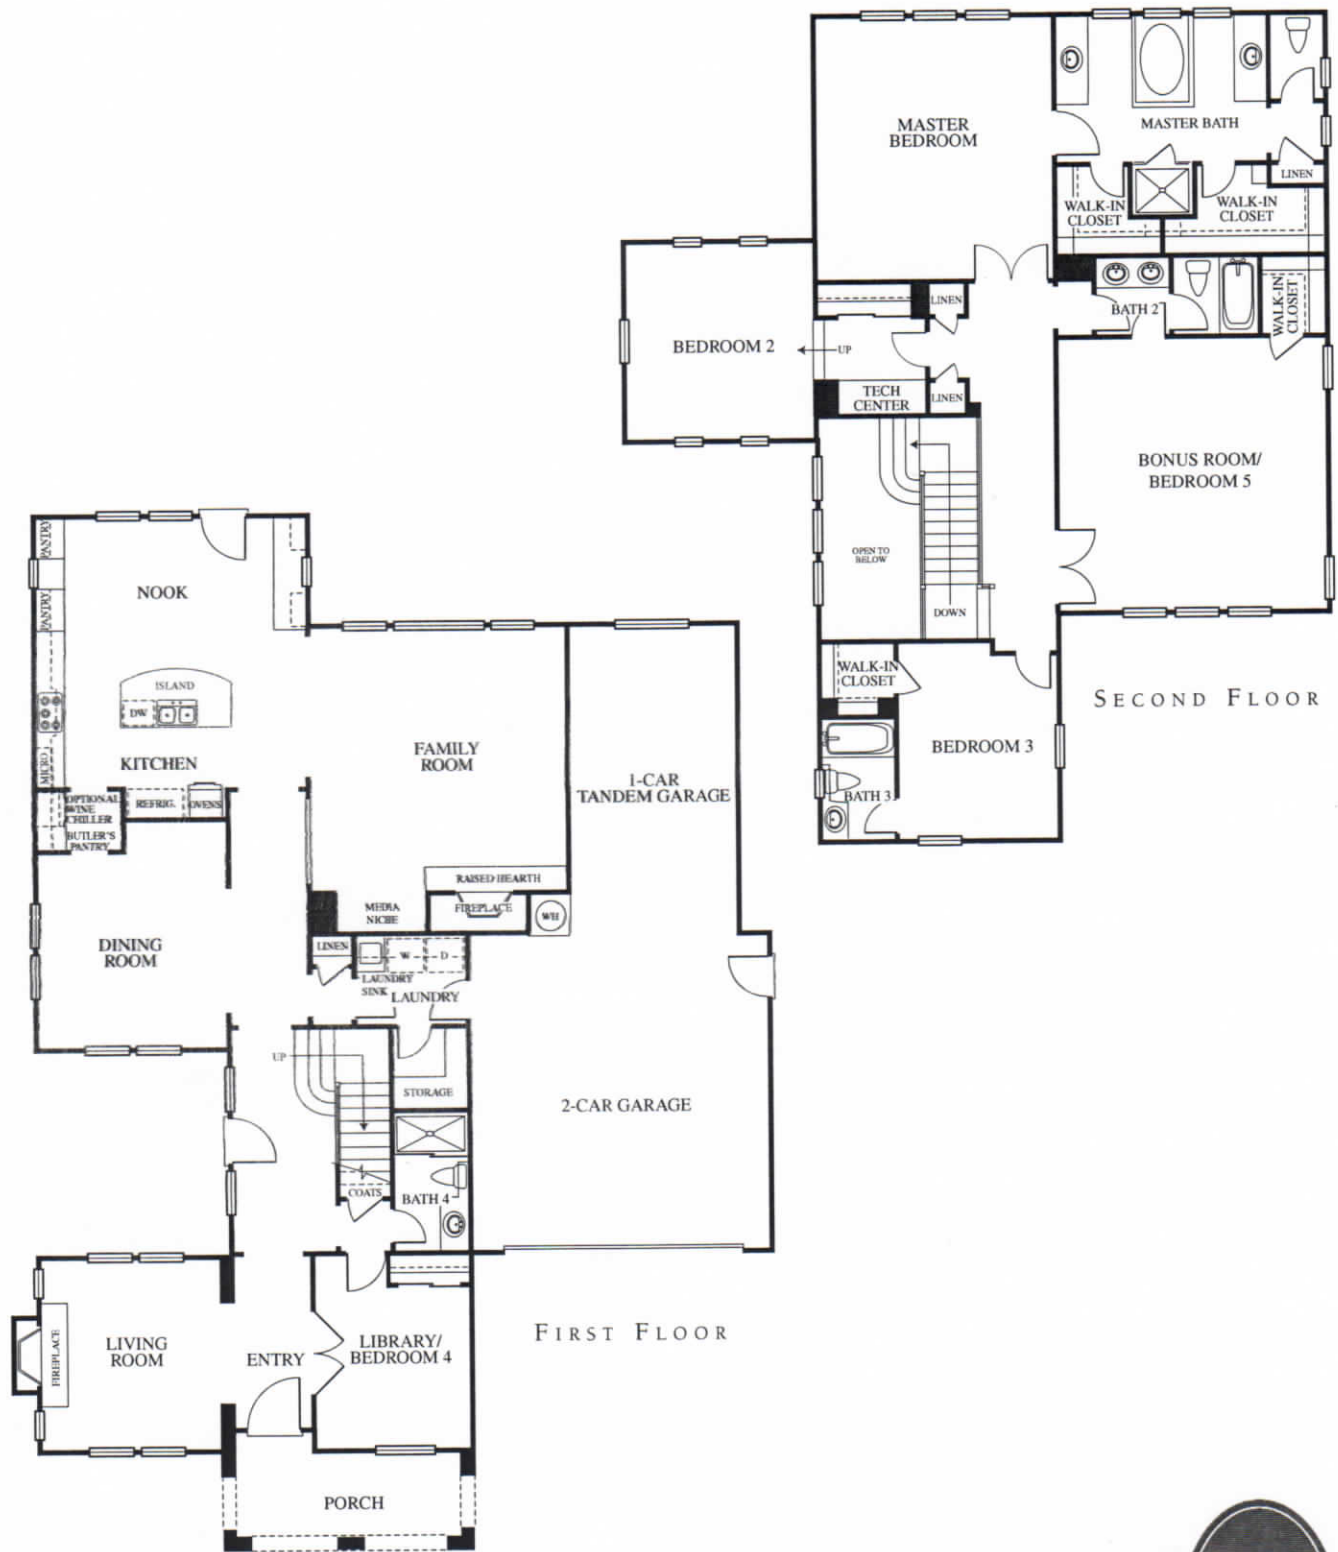 MASTER
BEDROOM
MASTER BATH
LINEN
WALK-IN
CLOSET
WALK-IN
CLOSET
LINEN
BATH 2
WALK-IN
CLOSET
BEDROOM 2
UP
TECH
CENTER
LINEN
BONUS ROOM/
BEDROOM 5
OPEN TO
BELOW
DOWN
WALK-IN
CLOSET
BEDROOM 3
BATH 3
SECOND FLOOR
PANTRY
NOOK
PANTRY
ISLAND
DW
KITCHEN
MICRO
OPTIONAL
WINE
CHILLER
REFRIG.
OVENS
BUTLER'S
PANTRY
FAMILY
ROOM
1-CAR
TANDEM GARAGE
RAISED HEARTH
MEDIA
NICHE
FIREPLACE
WH
DINING
ROOM
LINEN
W
D
LAUNDRY
SINK
LAUNDRY
UP
STORAGE
2-CAR GARAGE
COATS
BATH 4
LIVING
ROOM
FIREPLACE
ENTRY
LIBRARY/
BEDROOM 4
FIRST FLOOR
PORCH